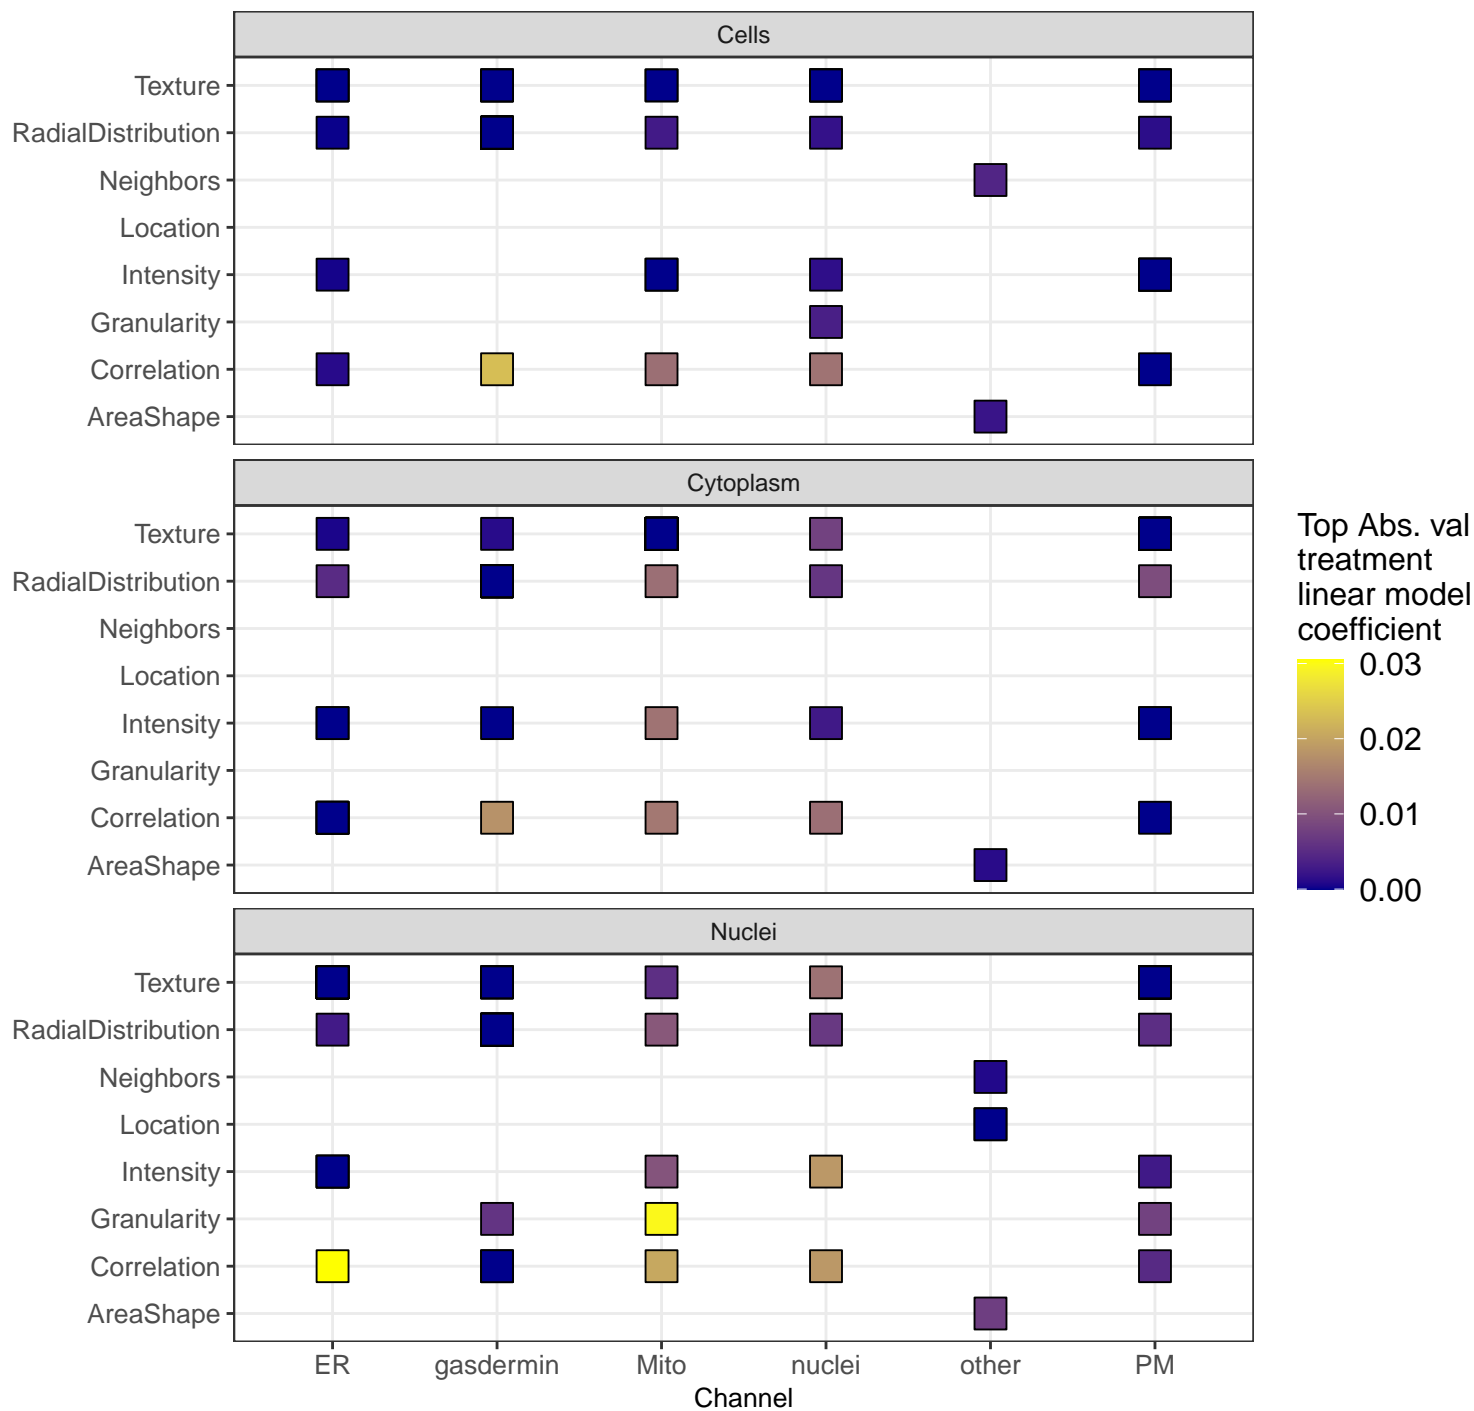 Cells
Texture
RadialDistribution
Neighbors
Location
Intensity
Granularity
Correlation
AreaShape
Cytoplasm
Texture
RadialDistribution
Neighbors
Location
Intensity
Granularity
Correlation
AreaShape
Nuclei
Texture
RadialDistribution
Neighbors
Location
Intensity
Granularity
Correlation
AreaShape
ER gasdermin Mito nuclei other PM
Channel
Top Abs. val
treatment
linear model
coefficient
0.03
0.02
0.01
0.00